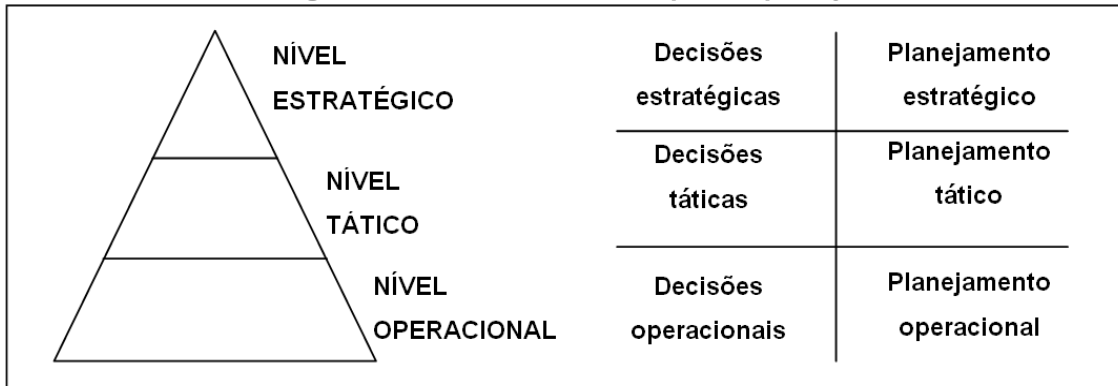 NÍVEL
ESTRATÉGICO
NÍVEL
TÁTICO
NÍVEL
OPERACIONAL
Decisões
estratégicas
Planejamento
estratégico
Decisões
táticas
Planejamento
tático
Decisões
operacionais
Planejamento
operacional